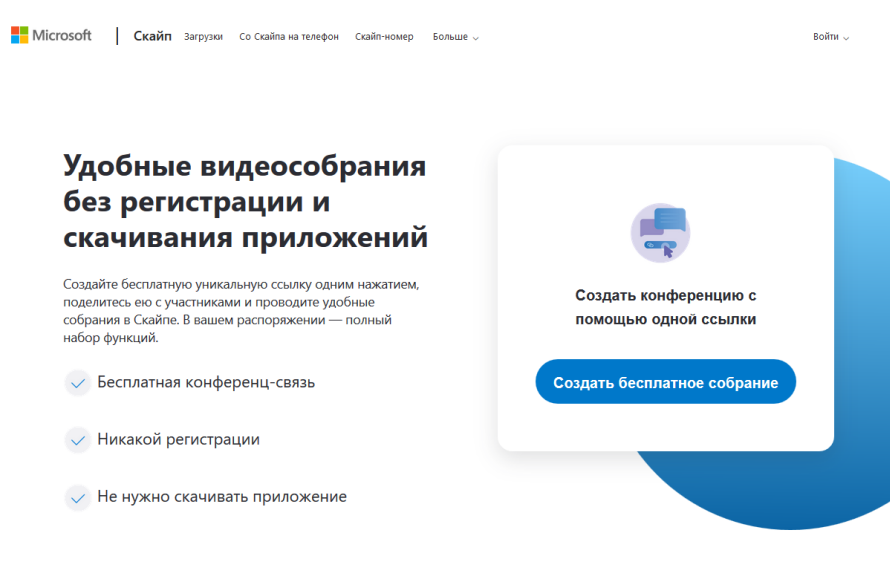 Microsoft
Скайп
Загрузки
Со Скайпа на телефон
Скайп-номер
Больше
Войти
Удобные видеособрания
без регистрации и
скачивания приложений
Создайте бесплатную уникальную ссылку одним нажатием,
поделитесь ею с участниками и проводите удобные
собрания в Скайпе. В вашем распоряжении — полный
набор функций.
Бесплатная конференц-связь
Никакой регистрации
Не нужно скачивать приложение
Создать конференцию с
помощью одной ссылки
Создать бесплатное собрание